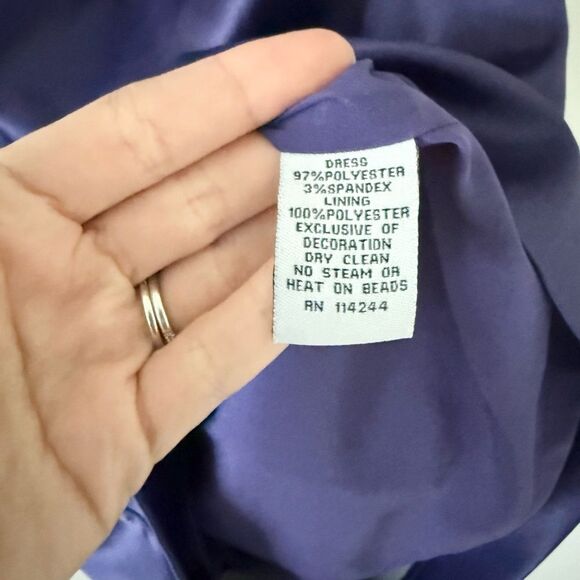 DRESS
97%POLYESTER
3%SPANDEX
LINING
100%POLYESTER
EXCLUSIVE OF
DECORATION
DRY CLEAN
NO STEAM OR
HEAT ON BEADS
RN 114244